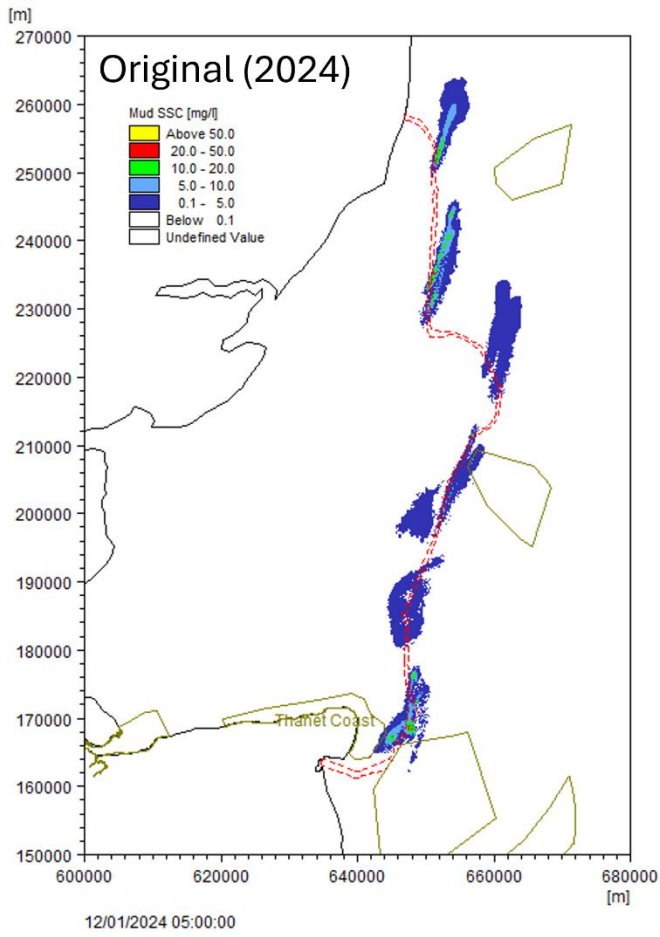 [m]
270000
Original (2024)
260000
Mud SSC [mg/l]
Above 50.0
20.0 - 50.0
10.0 - 20.0
5.0 - 10.0
0.1 - 5.0
Below 0.1
Undefined Value
250000
240000
230000
220000
210000
200000
190000
180000
170000
Thanet Coast
160000
150000
600000 620000 640000 660000 680000
[m]
12/01/2024 05:00:00